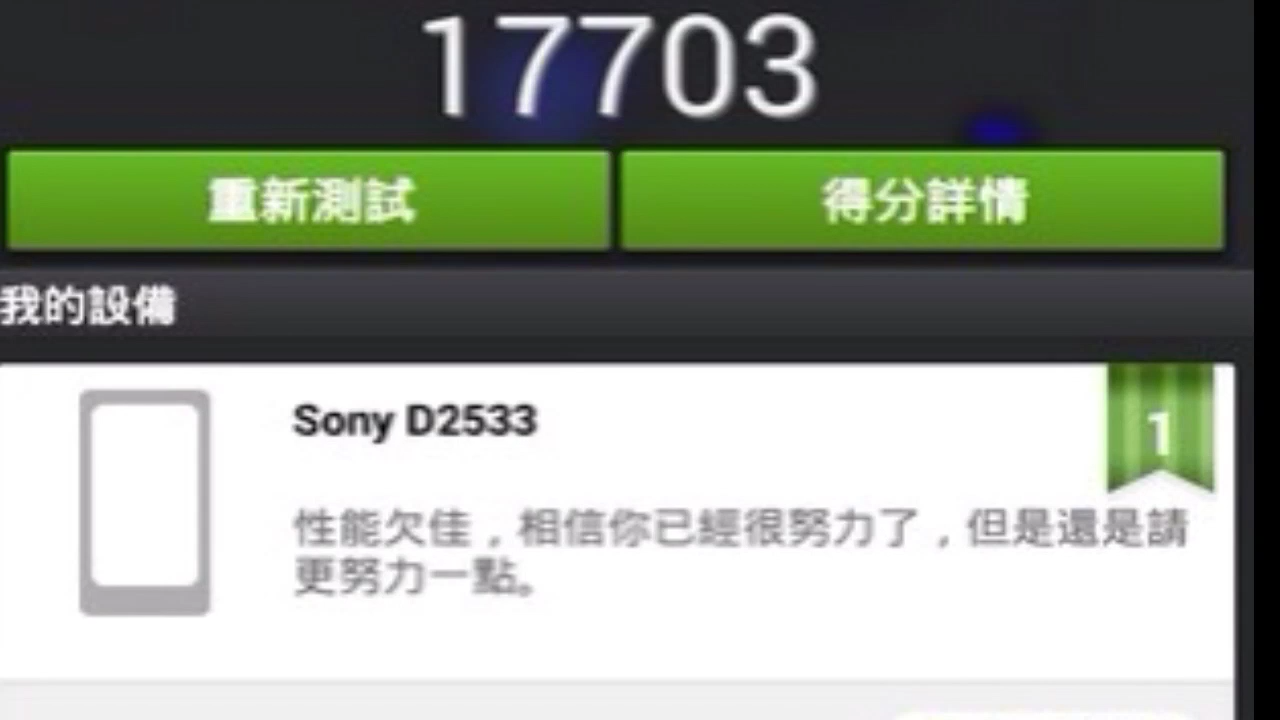 17703
重新測試
得分詳情
我的設備
Sony D2533
1
性能欠佳，相信你已經很努力了，但是還是請
更努力一點。